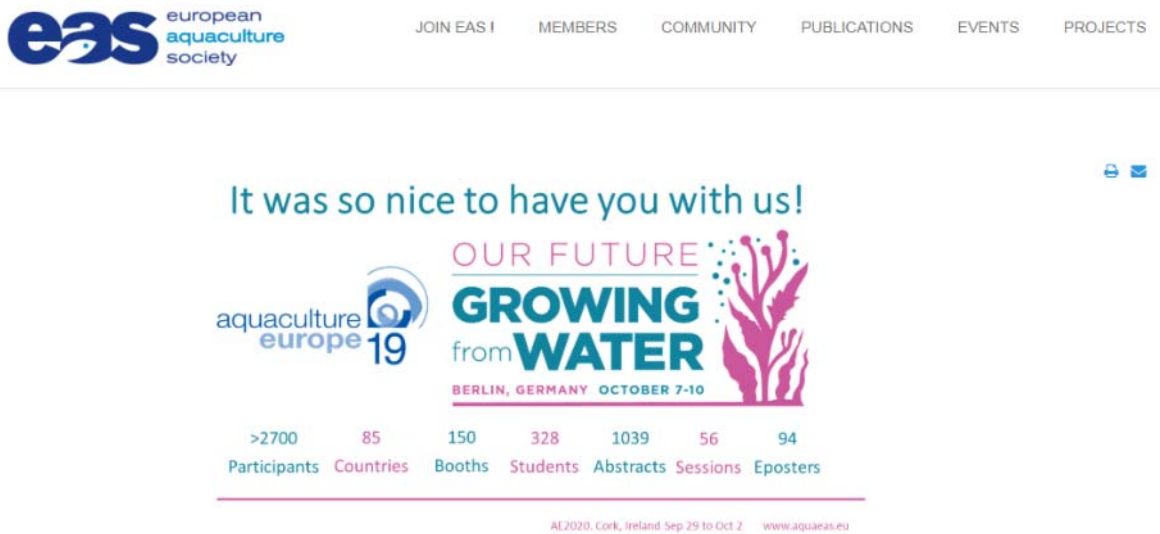 eas european
aquaculture
society
JOIN EAS ! MEMBERS COMMUNITY PUBLICATIONS EVENTS PROJECTS
It was so nice to have you with us!
aquaculture
europe 19
OUR FUTURE
GROWING
from WATER
BERLIN, GERMANY OCTOBER 7-10
>2700 85 150 328 1039 56 94
Participants Countries Booths Students Abstracts Sessions Eposters
AE2020. Cork, Ireland Sep 29 to Oct 2 www.aquaeas.eu